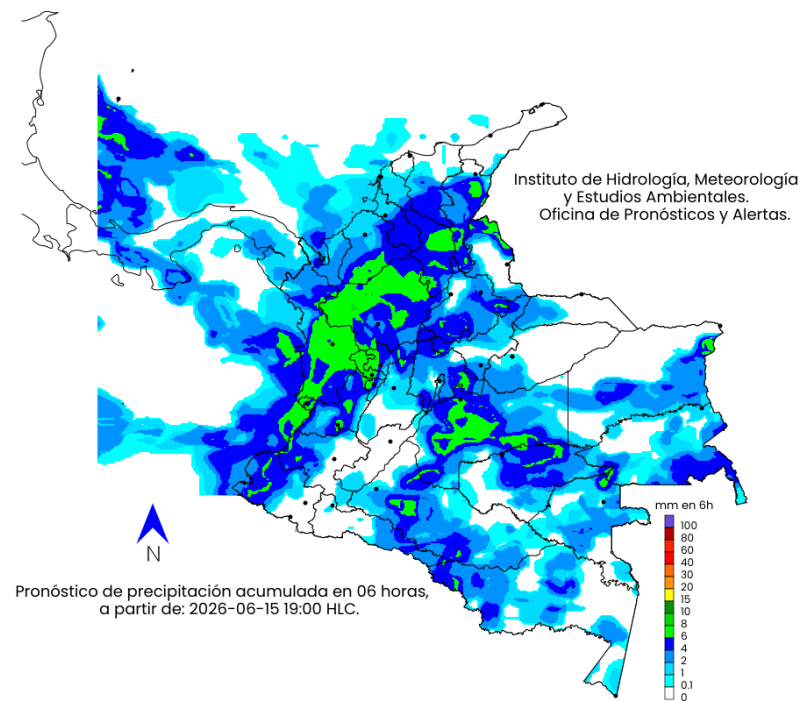 Instituto de Hidrología, Meteorología
y Estudios Ambientales.
Oficina de Pronósticos y Alertas.
mm en 6h
100
80
60
40
30
20
15
10
8
6
4
2
1
0.1
0
N
Pronóstico de precipitación acumulada en 06 horas,
a partir de: 2026-06-15 19:00 HLC.